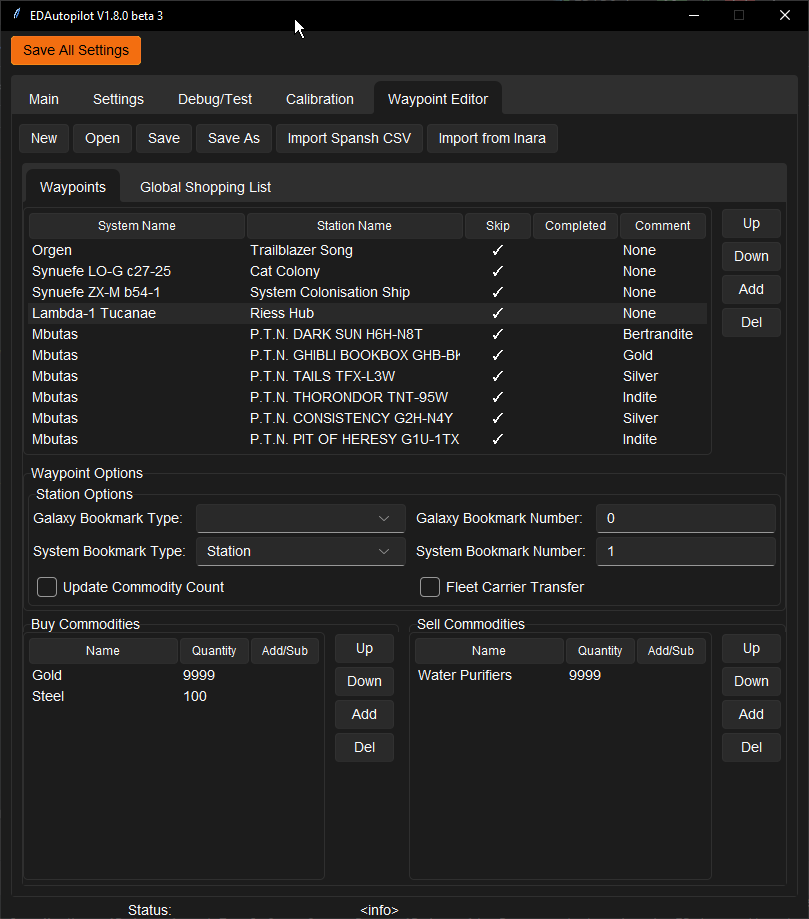 EDAutopilot V1.8.0 beta 3
Save All Settings
Main Settings Debug/Test Calibration Waypoint Editor
New Open Save Save As Import Spansh CSV Import from Inara
Waypoints Global Shopping List
System Name Station Name Skip Completed Comment Up
Orgen Trailblazer Song ✓ None
Synuefe LO-G c27-25 Cat Colony ✓ None Down
Synuefe ZX-M b54-1 System Colonisation Ship ✓ None Add
Lambda-1 Tucanae Riess Hub ✓ None Del
Mbutas P.T.N. DARK SUN H6H-N8T ✓ Bertrandite
Mbutas P.T.N. GHIBLI BOOKBOX GHB-BK ✓ Gold
Mbutas P.T.N. TAILS TFX-L3W ✓ Silver
Mbutas P.T.N. THORONDOR TNT-95W ✓ Indite
Mbutas P.T.N. CONSISTENCY G2H-N4Y ✓ Silver
Mbutas P.T.N. PIT OF HERESY G1U-1TX ✓ Indite
Waypoint Options
Station Options
Galaxy Bookmark Type: Galaxy Bookmark Number: 0
System Bookmark Type: Station System Bookmark Number: 1
Update Commodity Count Fleet Carrier Transfer
Buy Commodities Sell Commodities
Name Quantity Add/Sub Up Name Quantity Add/Sub Up
Gold 9999 Down Water Purifiers 9999 Down
Steel 100
Add Add
Del Del
Status: <info>